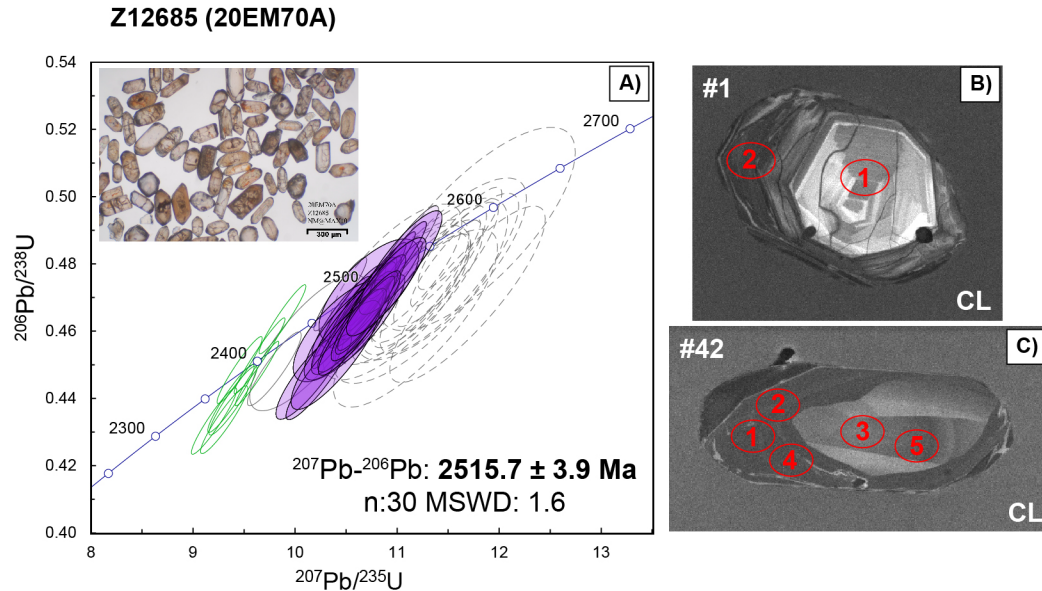 Z12685 (20EM70A)
A)
0.54
0.52
0.50
0.48
0.46
0.44
0.42
0.40
8
9
10
11
12
13
²⁰⁶Pb/²³⁸U
²⁰⁷Pb/²³⁵U
2300
2400
2500
2600
2700
20EM70A
Z12685
300 µm
²⁰⁷Pb-²⁰⁶Pb: 2515.7 ± 3.9 Ma
n:30 MSWD: 1.6
#1
B)
2
1
CL
#42
C)
2
1
3
5
4
CL